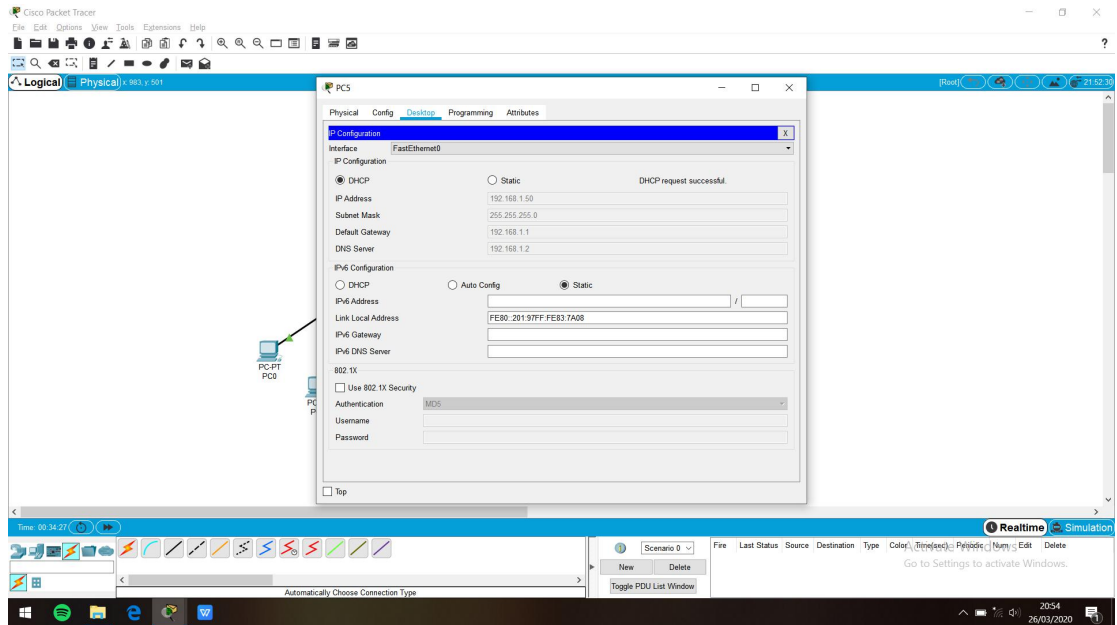 Cisco Packet Tracer
File Edit Options View Tools Extensions Help
?
Logical Physical x: 983, y: 501 [Root] 21:52:30
PC5
Physical Config Desktop Programming Attributes
IP Configuration X
Interface FastEthernet0
IP Configuration
DHCP Static DHCP request successful.
IP Address 192.168.1.50
Subnet Mask 255.255.255.0
Default Gateway 192.168.1.1
DNS Server 192.168.1.2
IPv6 Configuration
DHCP Auto Config Static
IPv6 Address /
Link Local Address FE80::201:97FF:FE83:7A08
IPv6 Gateway
IPv6 DNS Server
802.1X
Use 802.1X Security
Authentication MD5
Username
Password
Top
PC-PT
PC0
PC
P
Time: 00:34:27 Realtime Simulation
Scenario 0 Fire Last Status Source Destination Type Color Time(sec) Periodic Num Edit Delete
Activate Windows
Go to Settings to activate Windows.
New Delete
Toggle PDU List Window
Automatically Choose Connection Type
20:54
26/03/2020